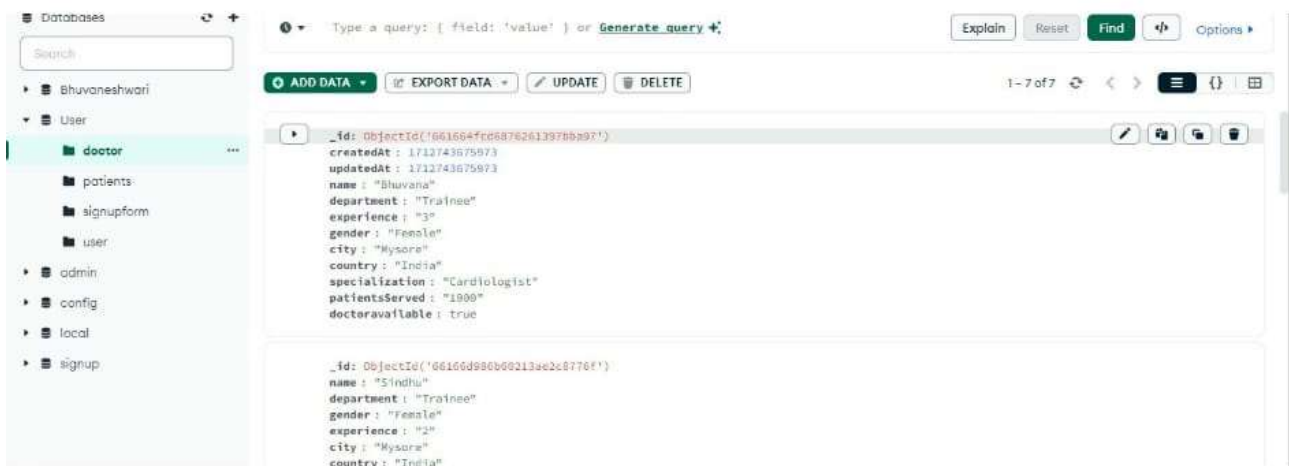 Databases
Search
Bhuvaneshwari
User
doctor
patients
signupform
user
admin
config
local
signup
Type a query: { field: 'value' } or Generate query
Explain
Reset
Find
</>
Options
ADD DATA
EXPORT DATA
UPDATE
DELETE
1-7 of 7
{}
_id: ObjectId('661664fcd6876261397bba97')
createdAt : 1712743675973
updatedAt : 1712743675973
name : "Bhuvana"
department : "Trainee"
experience : "3"
gender : "Female"
city : "Mysore"
country : "India"
specialization : "Cardiologist"
patientsServed : "1000"
doctoravailable : true
_id:
name : "Sindhu"
department : "Trainee"
gender : "Female"
experience : "2"
city : "Mysore"
country : "India"